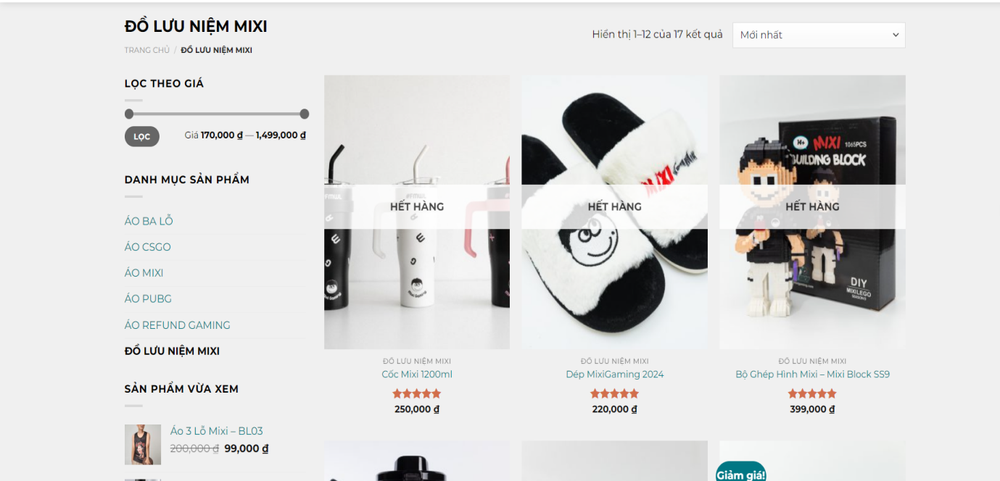 ĐỒ LƯU NIỆM MIXI
TRANG CHỦ / ĐỒ LƯU NIỆM MIXI
Hiển thị 1–12 của 17 kết quả
Mới nhất
LỌC THEO GIÁ
LỌC
Giá 170,000 ₫ — 1,499,000 ₫
DANH MỤC SẢN PHẨM
ÁO BA LỖ
ÁO CSGO
ÁO MIXI
ÁO PUBG
ÁO REFUND GAMING
ĐỒ LƯU NIỆM MIXI
SẢN PHẨM VỪA XEM
Áo 3 Lỗ Mixi – BL03
200,000 ₫ 99,000 ₫
#FMWL
HẾT HÀNG
Mixi Gaming
ĐỒ LƯU NIỆM MIXI
Cốc Mixi 1200ml
250,000 ₫
MIXI
HẾT HÀNG
ĐỒ LƯU NIỆM MIXI
Dép MixiGaming 2024
220,000 ₫
14+ MIXI 1065PCS
BUILDING BLOCK
HẾT HÀNG
DIY
MIXILEGO
ĐỒ LƯU NIỆM MIXI
Bộ Ghép Hình Mixi – Mixi Block SS9
399,000 ₫
Giảm giá!